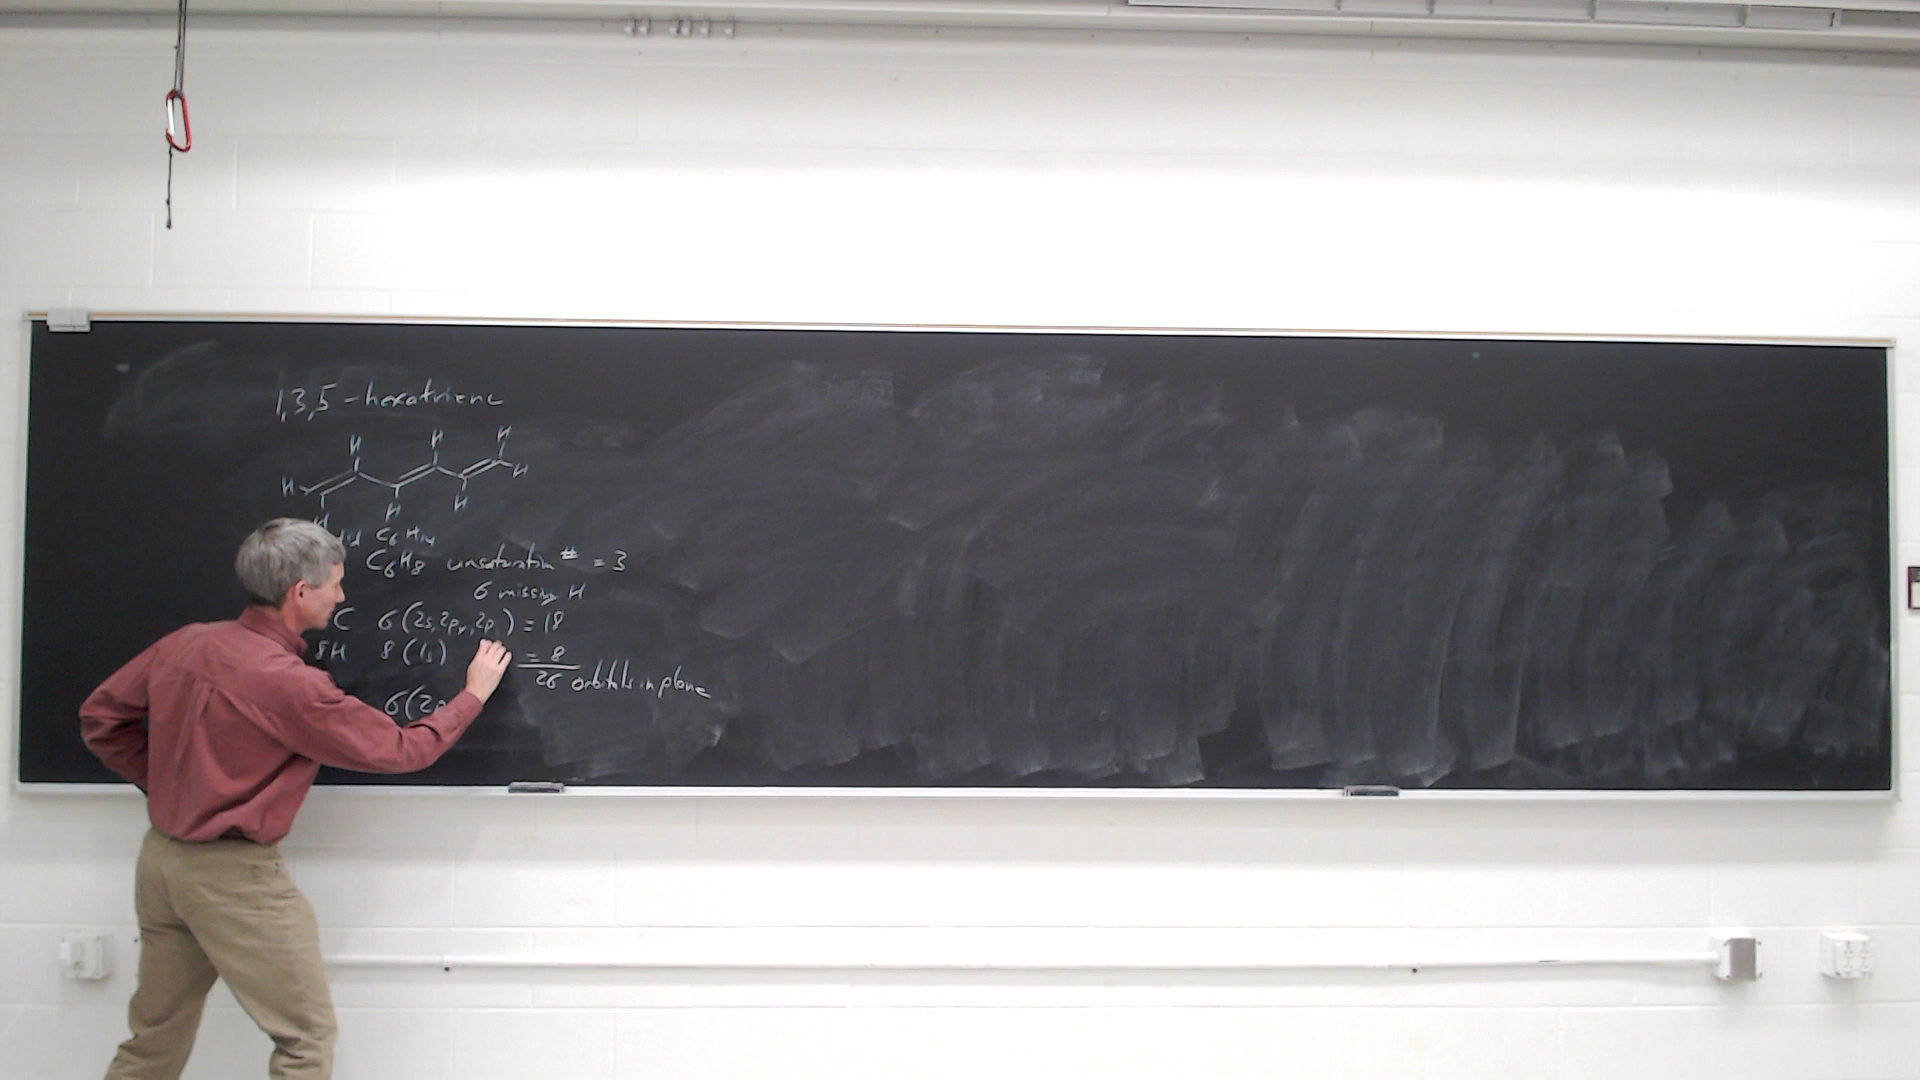 1,3,5-hexatriene
H H H
H H
H H H
C6H14
C6H8 unsaturation # = 3
6 missing H
C 6(2s,2px,2p ) = 18
8H 8(1s) = 8
26 orbitals in plane
6(2p